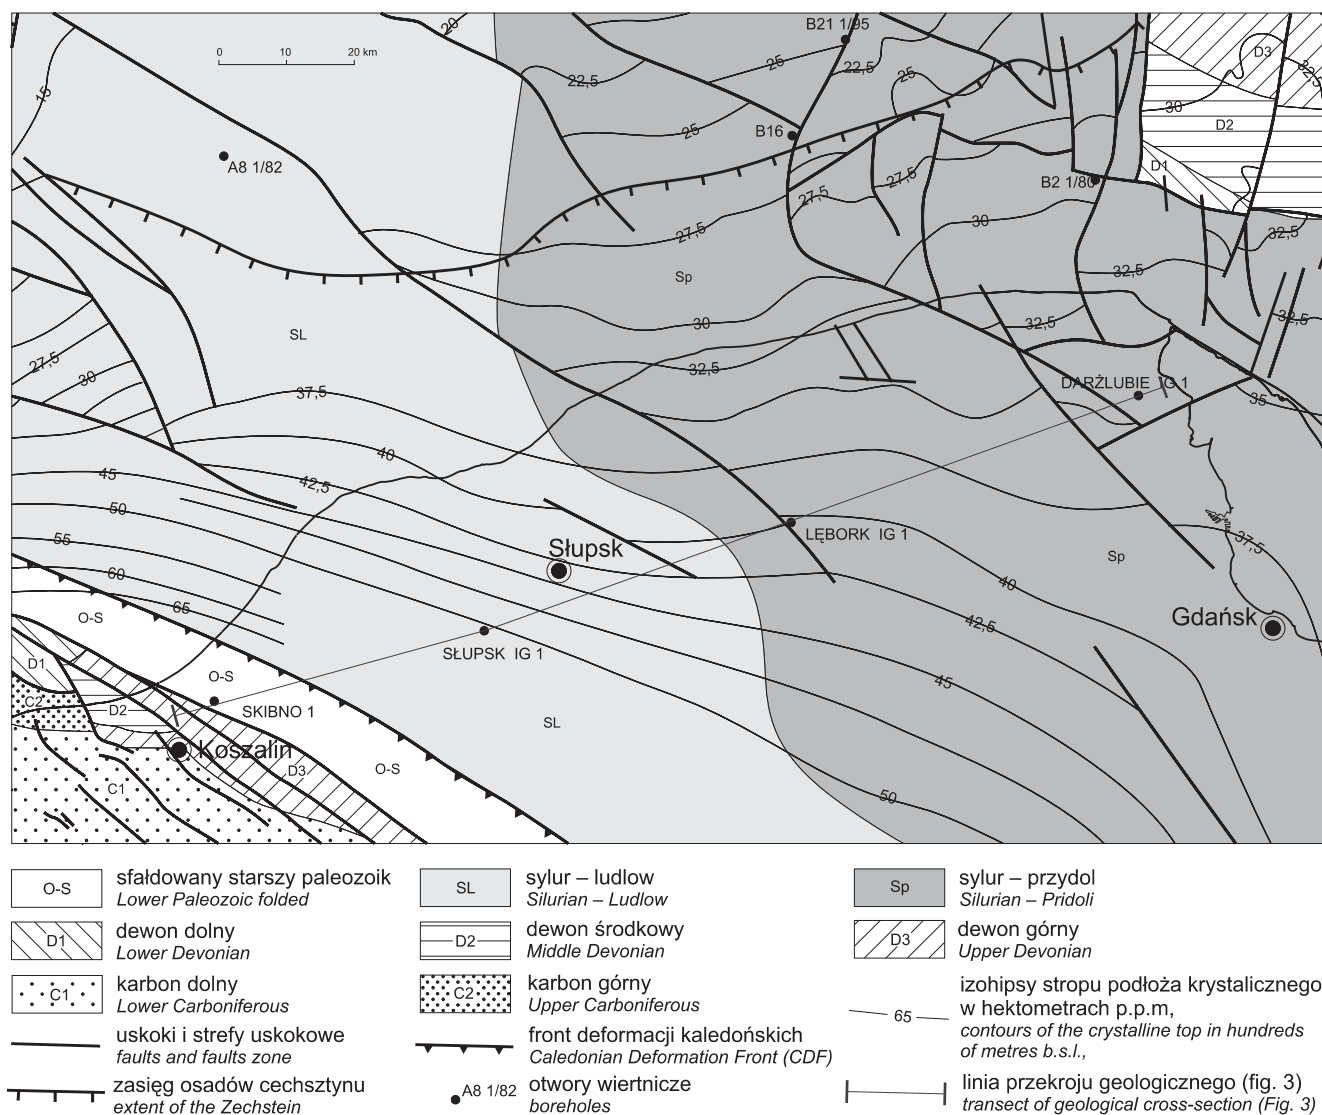 20
B21 1/95
0 10 20 km
25
22,5
22,5
25
D3
32,5
15
30
25
B16
D2
A8 1/82
D1
B2 1/80
27,5
27,5
30
27,5
32,5
Sp
32,5
SL
30
32,5
32,5
27,5
30
32,5
37,5
DARŻLUBIE IG 1
35
40
45
42,5
50
LĘBORK IG 1
55
Słupsk
37,5
Sp
60
40
65
O-S
Gdańsk
42,5
SŁUPSK IG 1
D1
O-S
45
C2
D2
SKIBNO 1
SL
Koszalin
D3
O-S
C1
50
O-S
sfałdowany starszy paleozoik
Lower Paleozoic folded
SL
sylur – ludlow
Silurian – Ludlow
Sp
sylur – przydol
Silurian - Pridoli
D1
dewon dolny
Lower Devonian
D2
dewon środkowy
Middle Devonian
D3
dewon górny
Upper Devonian
C1
karbon dolny
Lower Carboniferous
C2
karbon górny
Upper Carboniferous
65
izohipsy stropu podłoża krystalicznego
w hektometrach p.p.m,
contours of the crystalline top in hundreds
of metres b.s.l.,
uskoki i strefy uskokowe
faults and faults zone
front deformacji kaledońskich
Caledonian Deformation Front (CDF)
zasięg osadów cechsztynu
extent of the Zechstein
A8 1/82
otwory wiertnicze
boreholes
linia przekroju geologicznego (fig. 3)
transect of geological cross-section (Fig. 3)